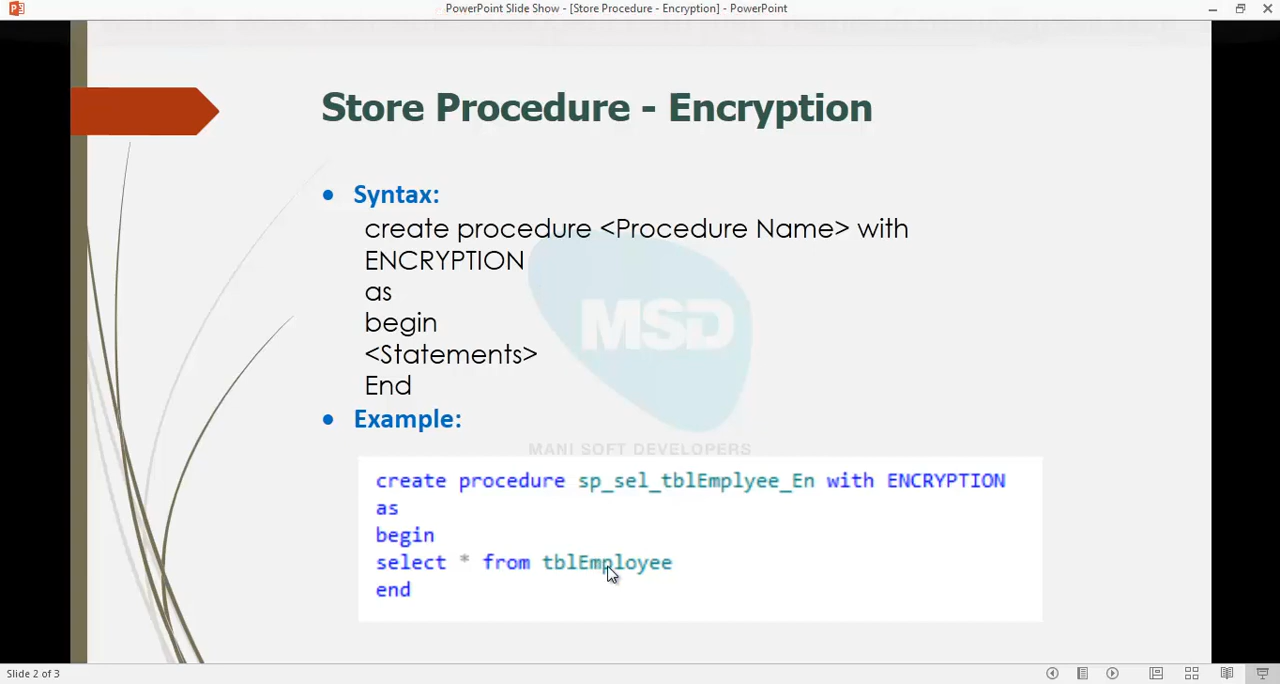 PowerPoint Slide Show - [Store Procedure - Encryption] - PowerPoint
Store Procedure - Encryption
Syntax:
create procedure <Procedure Name> with
ENCRYPTION
as
begin
<Statements>
End
MSD
Example:
MANI SOFT DEVELOPERS
create procedure sp_sel_tblEmplyee_En with ENCRYPTION
as
begin
select * from tblEmployee
end
Slide 2 of 3